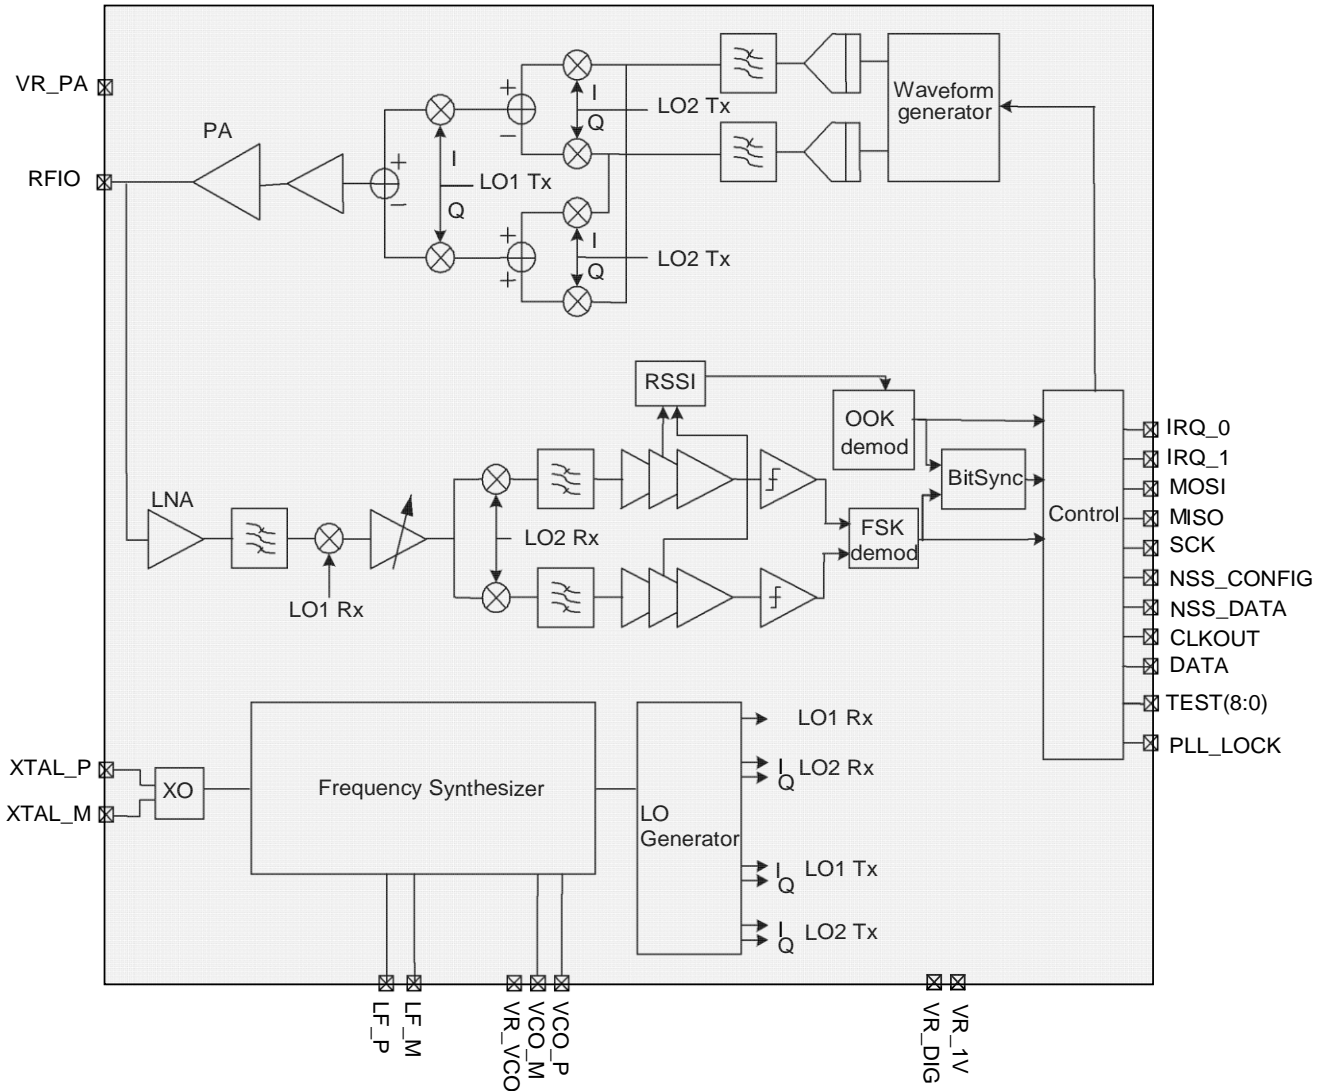 VR_PA
PA
RFIO
+
−
I
Q
LO1 Tx
+
−
I
Q
LO2 Tx
+
+
I
Q
LO2 Tx
Waveform
generator
RSSI
OOK
demod
BitSync
FSK
demod
Control
LNA
LO1 Rx
LO2 Rx
IRQ_0
IRQ_1
MOSI
MISO
SCK
NSS_CONFIG
NSS_DATA
CLKOUT
DATA
TEST(8:0)
PLL_LOCK
XTAL_P
XTAL_M
XO
Frequency Synthesizer
LO
Generator
LO1 Rx
I
Q
LO2 Rx
I
Q
LO1 Tx
I
Q
LO2 Tx
LF_P
LF_M
VR_VCO
VCO_M
VCO_P
VR_DIG
VR_1V